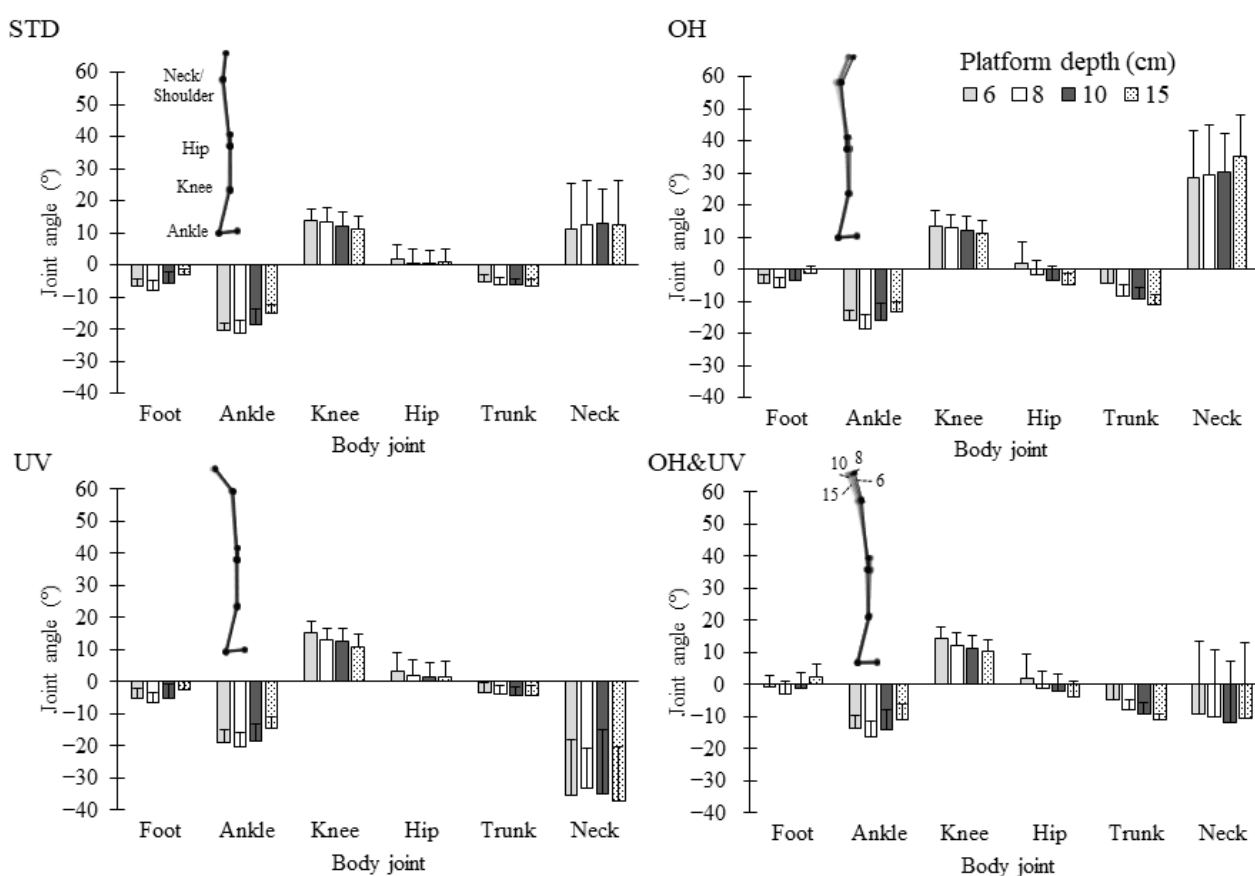 STD
60
50
40
30
20
10
0
−10
−20
−30
−40
Joint angle (°)
Neck/
Shoulder
Hip
Knee
Ankle
Foot Ankle Knee Hip Trunk Neck
Body joint
OH
Platform depth (cm)
6 8 10 15
60
50
40
30
20
10
0
−10
−20
−30
−40
Joint angle (°)
Foot Ankle Knee Hip Trunk Neck
Body joint
UV
60
50
40
30
20
10
0
−10
−20
−30
−40
Joint angle (°)
Foot Ankle Knee Hip Trunk Neck
Body joint
OH&UV
10 8
15 6
60
50
40
30
20
10
0
−10
−20
−30
−40
Joint angle (°)
Foot Ankle Knee Hip Trunk Neck
Body joint